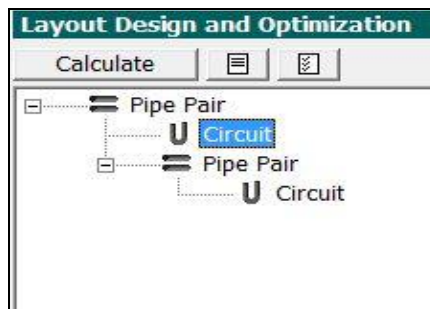 Layout Design and Optimization
Calculate
Pipe Pair
Circuit
Pipe Pair
Circuit